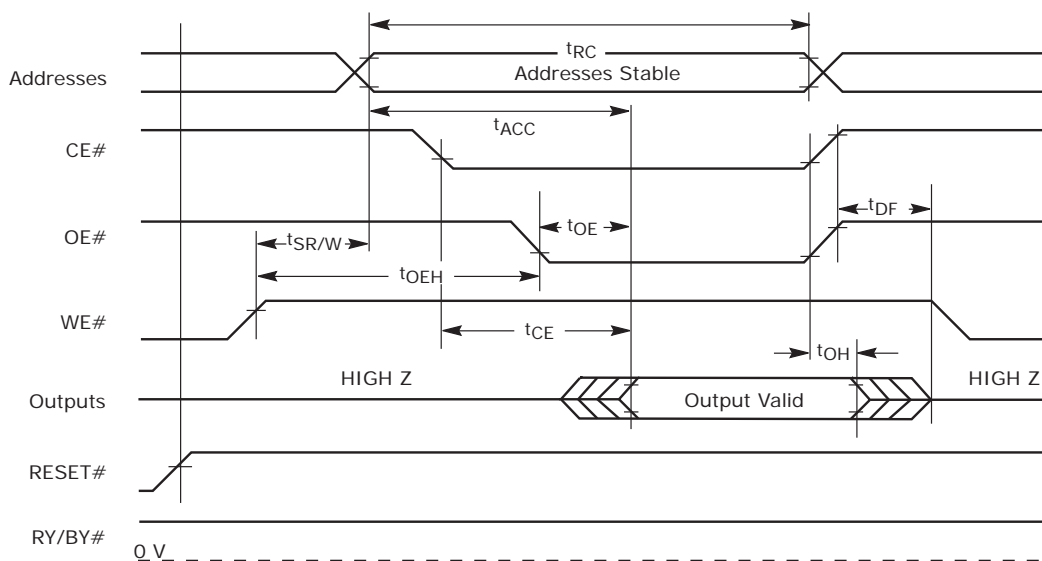 tRC
Addresses
Addresses Stable
tACC
CE#
tDF
OE#
tOE
tSR/W
tOEH
WE#
tCE
tOH
HIGH Z
HIGH Z
Outputs
Output Valid
RESET#
RY/BY#
0 V